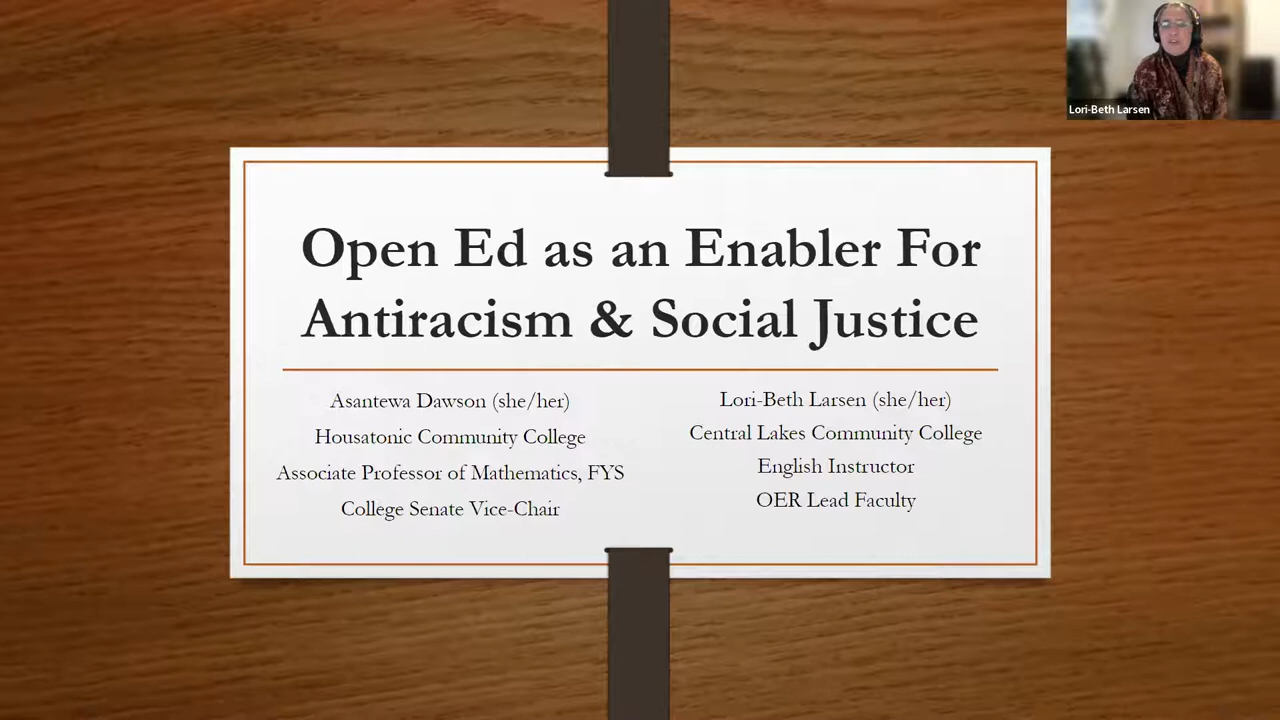 Lori-Beth Larsen
Open Ed as an Enabler For
Antiracism & Social Justice
Asantewa Dawson (she/her)
Housatonic Community College
Associate Professor of Mathematics, FYS
College Senate Vice-Chair
Lori-Beth Larsen (she/her)
Central Lakes Community College
English Instructor
OER Lead Faculty